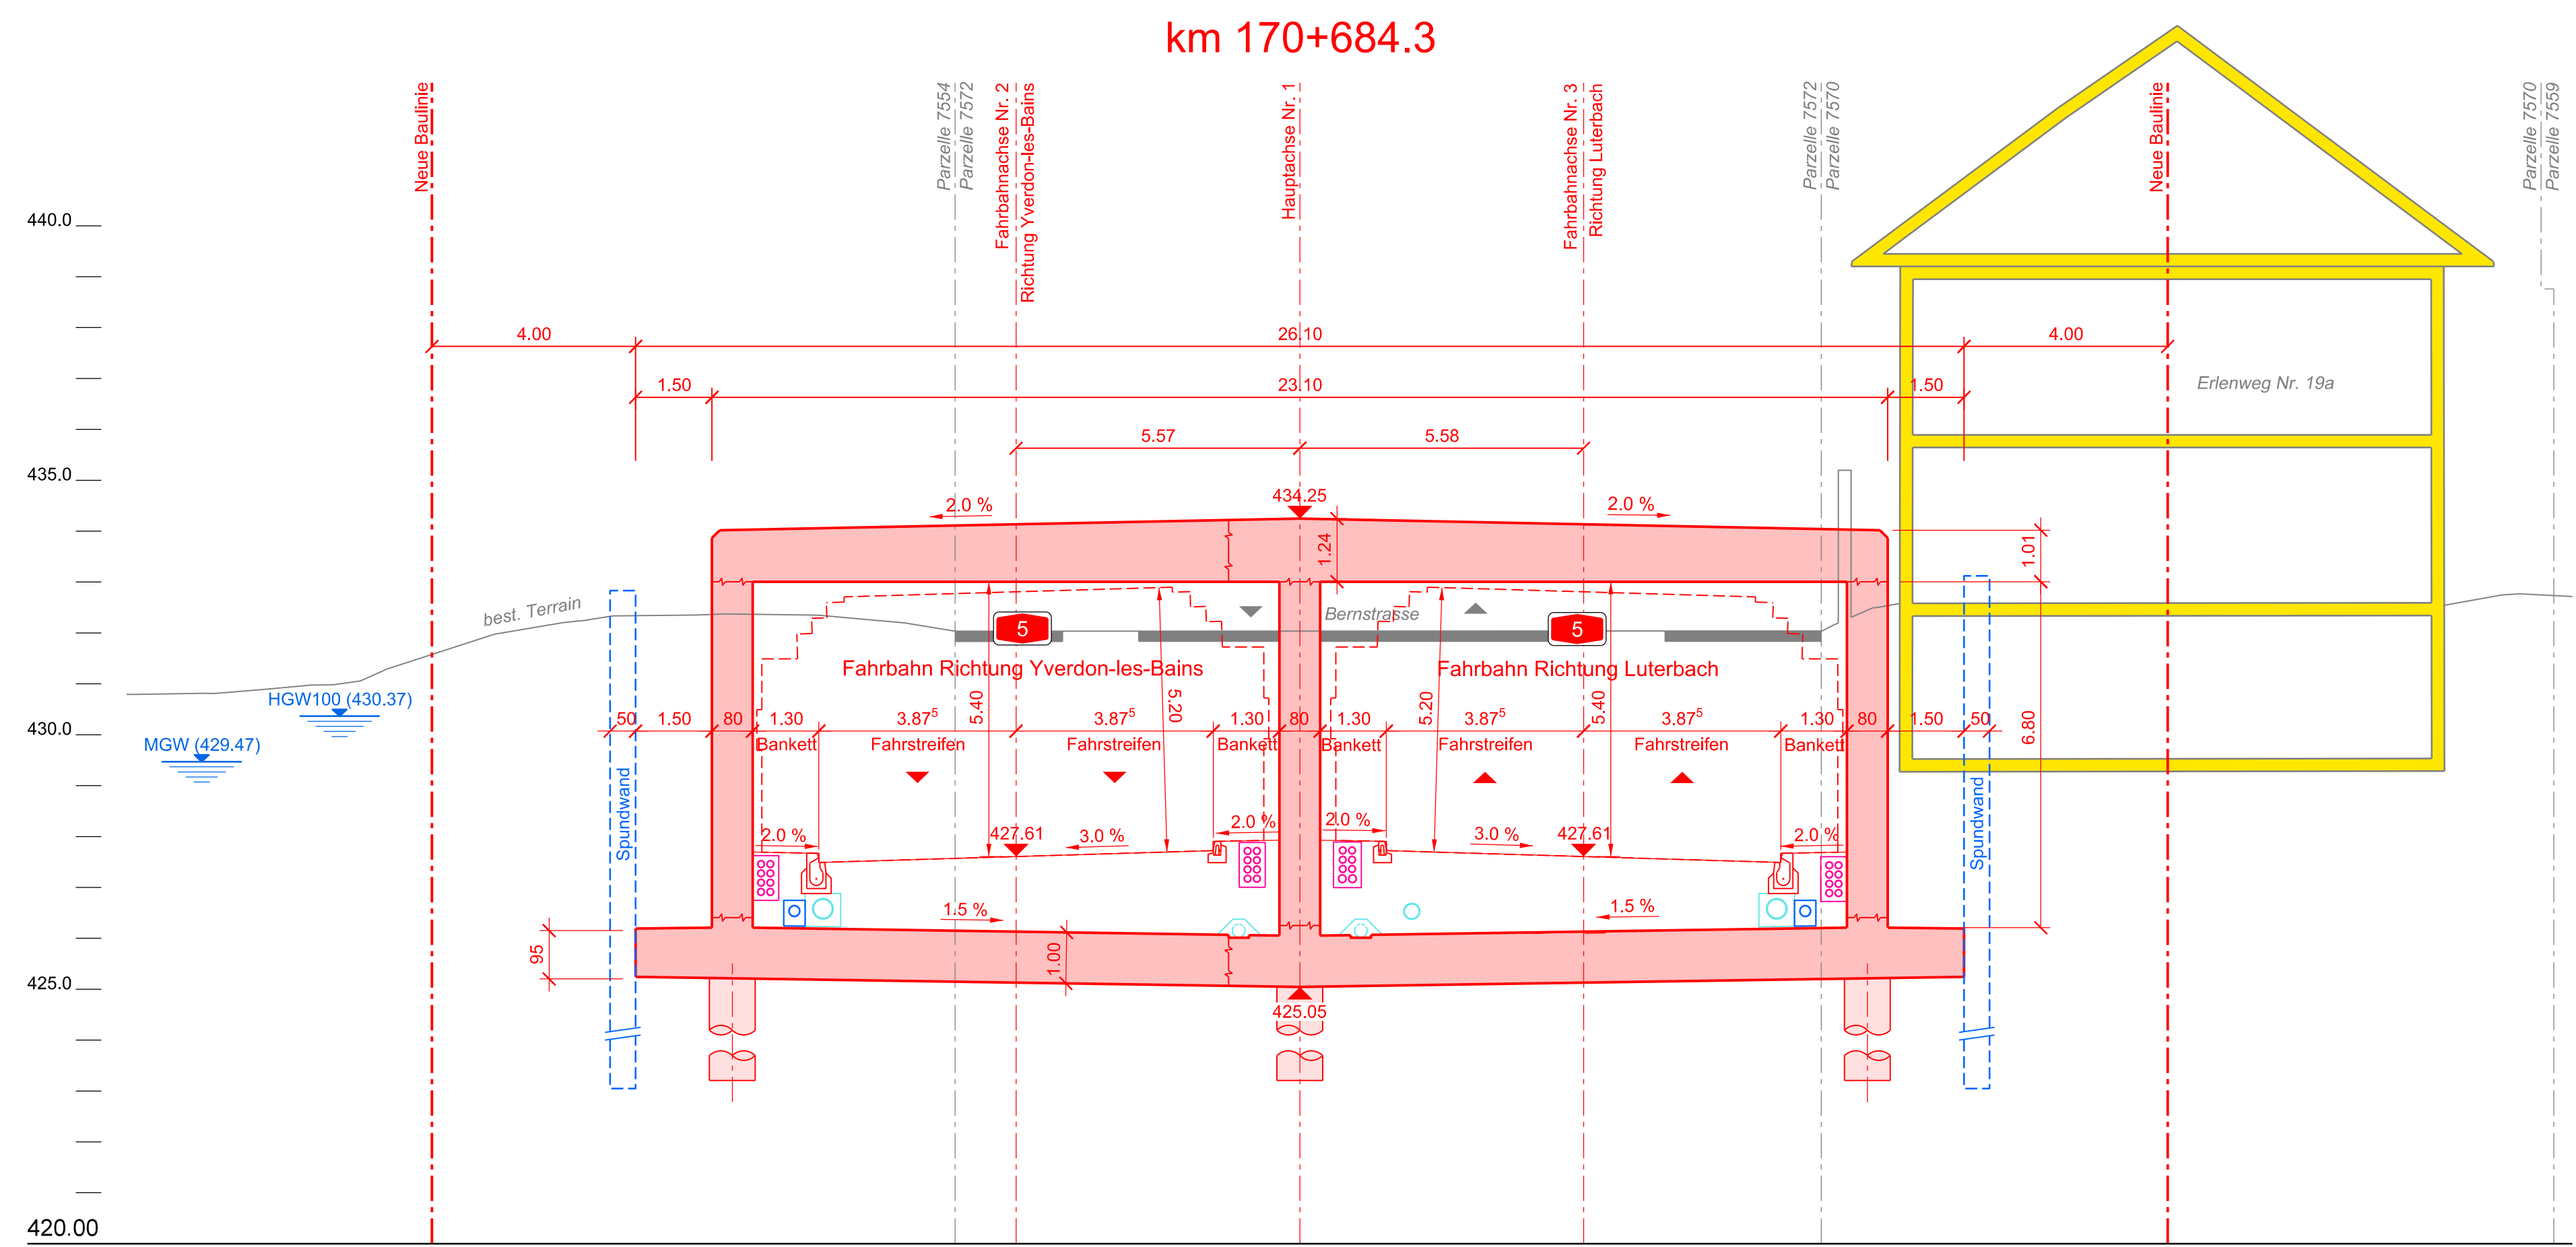 km 170+684.3
Neue Baulinie
Parzelle 7554
Parzelle 7572
Fahrbahnachse Nr. 2
Richtung Yverdon-les-Bains
Hauptachse Nr. 1
Fahrbahnachse Nr. 3
Richtung Luterbach
Parzelle 7572
Parzelle 7570
Neue Baulinie
Parzelle 7570
Parzelle 7559
440.0
4.00
26.10
4.00
1.50
23.10
1.50
Erlenweg Nr. 19a
5.57
5.58
435.0
2.0 %
434.25
2.0 %
1.24
1.01
best. Terrain
5
Bernstrasse
5
Fahrbahn Richtung Yverdon-les-Bains
Fahrbahn Richtung Luterbach
HGW100 (430.37)
5.40
5.20
5.20
5.40
6.80
430.0
50
1.50
80
1.30
3.87⁵
3.87⁵
1.30
80
1.30
3.87⁵
3.87⁵
1.30
80
1.50
50
MGW (429.47)
Bankett
Fahrstreifen
Fahrstreifen
Bankett
Bankett
Fahrstreifen
Fahrstreifen
Bankett
Spundwand
Spundwand
2.0 %
427.61
3.0 %
2.0 %
2.0 %
3.0 %
427.61
2.0 %
1.5 %
1.5 %
95
1.00
425.0
425.05
420.00